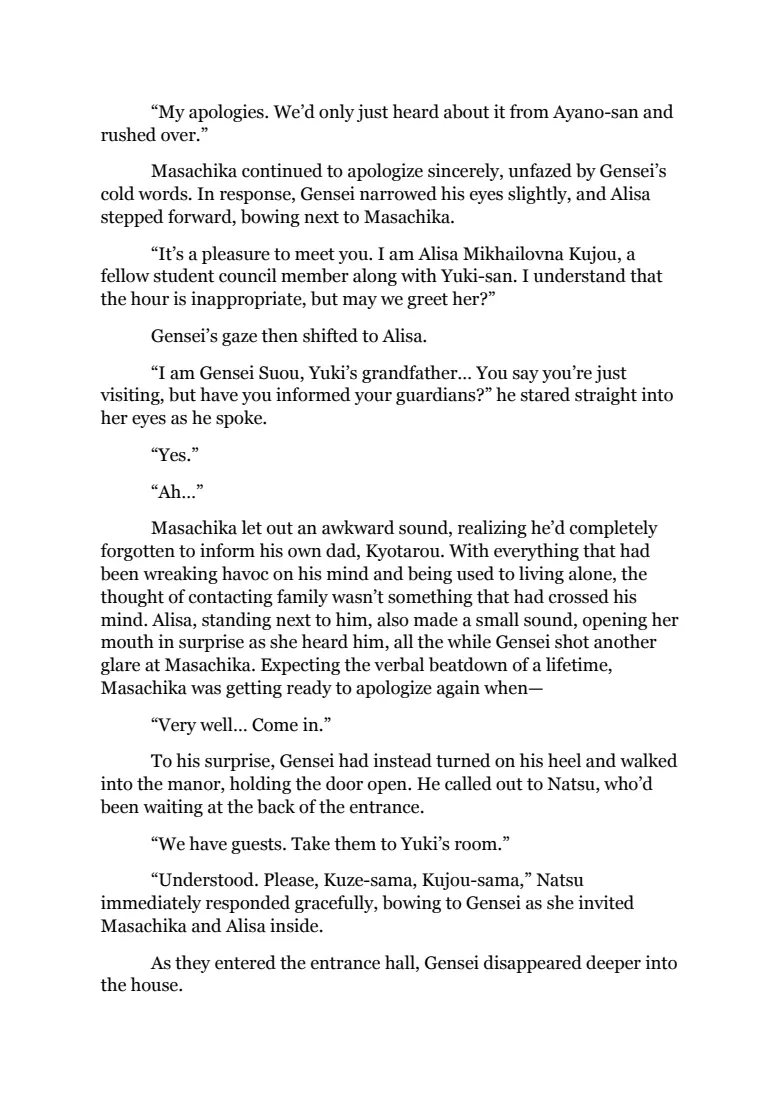 “My apologies. We’d only just heard about it from Ayano-san and
rushed over.”
Masachika continued to apologize sincerely, unfazed by Gensei’s
cold words. In response, Gensei narrowed his eyes slightly, and Alisa
stepped forward, bowing next to Masachika.
“It’s a pleasure to meet you. I am Alisa Mikhailovna Kujou, a
fellow student council member along with Yuki-san. I understand that
the hour is inappropriate, but may we greet her?”
Gensei’s gaze then shifted to Alisa.
“I am Gensei Suou, Yuki’s grandfather… You say you’re just
visiting, but have you informed your guardians?” he stared straight into
her eyes as he spoke.
“Yes.”
“Ah…”
Masachika let out an awkward sound, realizing he’d completely
forgotten to inform his own dad, Kyotarou. With everything that had
been wreaking havoc on his mind and being used to living alone, the
thought of contacting family wasn’t something that had crossed his
mind. Alisa, standing next to him, also made a small sound, opening her
mouth in surprise as she heard him, all the while Gensei shot another
glare at Masachika. Expecting the verbal beatdown of a lifetime,
Masachika was getting ready to apologize again when—
“Very well… Come in.”
To his surprise, Gensei had instead turned on his heel and walked
into the manor, holding the door open. He called out to Natsu, who’d
been waiting at the back of the entrance.
“We have guests. Take them to Yuki’s room.”
“Understood. Please, Kuze-sama, Kujou-sama,” Natsu
immediately responded gracefully, bowing to Gensei as she invited
Masachika and Alisa inside.
As they entered the entrance hall, Gensei disappeared deeper into
the house.